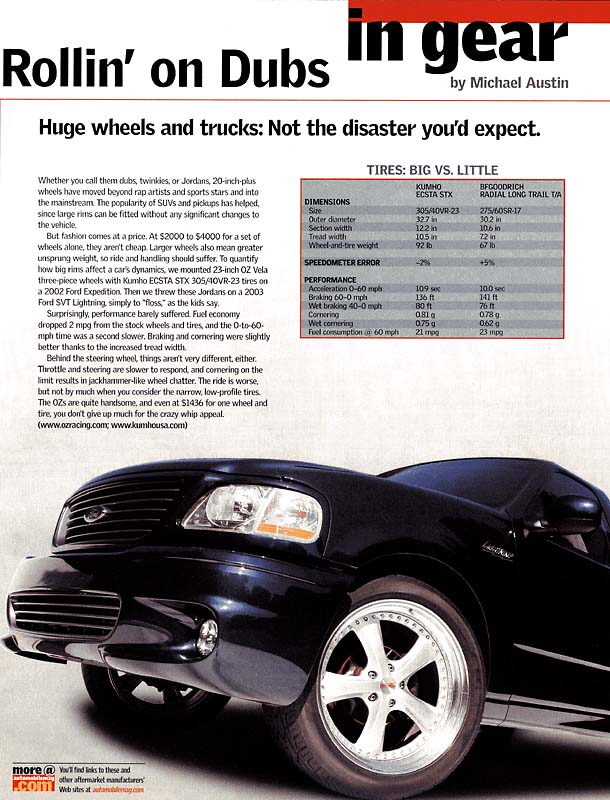 in gear
Rollin' on Dubs
by Michael Austin
Huge wheels and trucks: Not the disaster you'd expect.
Whether you call them dubs, twinkies, or Jordans, 20-inch-plus
wheels have moved beyond rap artists and sports stars and into
the mainstream. The popularity of SUVs and pickups has helped,
since large rims can be fitted without any significant changes to
the vehicle.
But fashion comes at a price. At $2000 to $4000 for a set of
wheels alone, they aren't cheap. Larger wheels also mean greater
unsprung weight, so ride and handling should suffer. To quantify
how big rims affect a car's dynamics, we mounted 23-inch OZ Vela
three-piece wheels with Kumho ECSTA STX 305/40VR-23 tires on
a 2002 Ford Expedition. Then we threw these Jordans on a 2003
Ford SVT Lightning, simply to "floss," as the kids say.
Surprisingly, performance barely suffered. Fuel economy
dropped 2 mpg from the stock wheels and tires, and the 0-to-60-
mph time was a second slower. Braking and cornering were slightly
better thanks to the increased tread width.
Behind the steering wheel, things aren't very different, either.
Throttle and steering are slower to respond, and cornering on the
limit results in jackhammer-like wheel chatter. The ride is worse,
but not by much when you consider the narrow, low-profile tires.
The OZs are quite handsome, and even at $1436 for one wheel and
tire, you don't give up much for the crazy whip appeal.
(www.ozracing.com; www.kumhousa.com)
TIRES: BIG VS. LITTLE
KUMHO BFGOODRICH
ECSTA STX RADIAL LONG TRAIL T/A
DIMENSIONS
Size 305/40VR-23 275/60SR-17
Outer diameter 32.7 in 30.2 in
Section width 12.2 in 10.6 in
Tread width 10.5 in 7.2 in
Wheel-and-tire weight 92 lb 67 lb
SPEEDOMETER ERROR –2% +5%
PERFORMANCE
Acceleration 0–60 mph 10.9 sec 10.0 sec
Braking 60–0 mph 136 ft 141 ft
Wet braking 40–0 mph 80 ft 76 ft
Cornering 0.81 g 0.78 g
Wet cornering 0.75 g 0.62 g
Fuel consumption @ 60 mph 21 mpg 23 mpg
Ford
LIGHTNING
more@
automobilemag
.com
You'll find links to these and
other aftermarket manufacturers'
Web sites at automobilemag.com